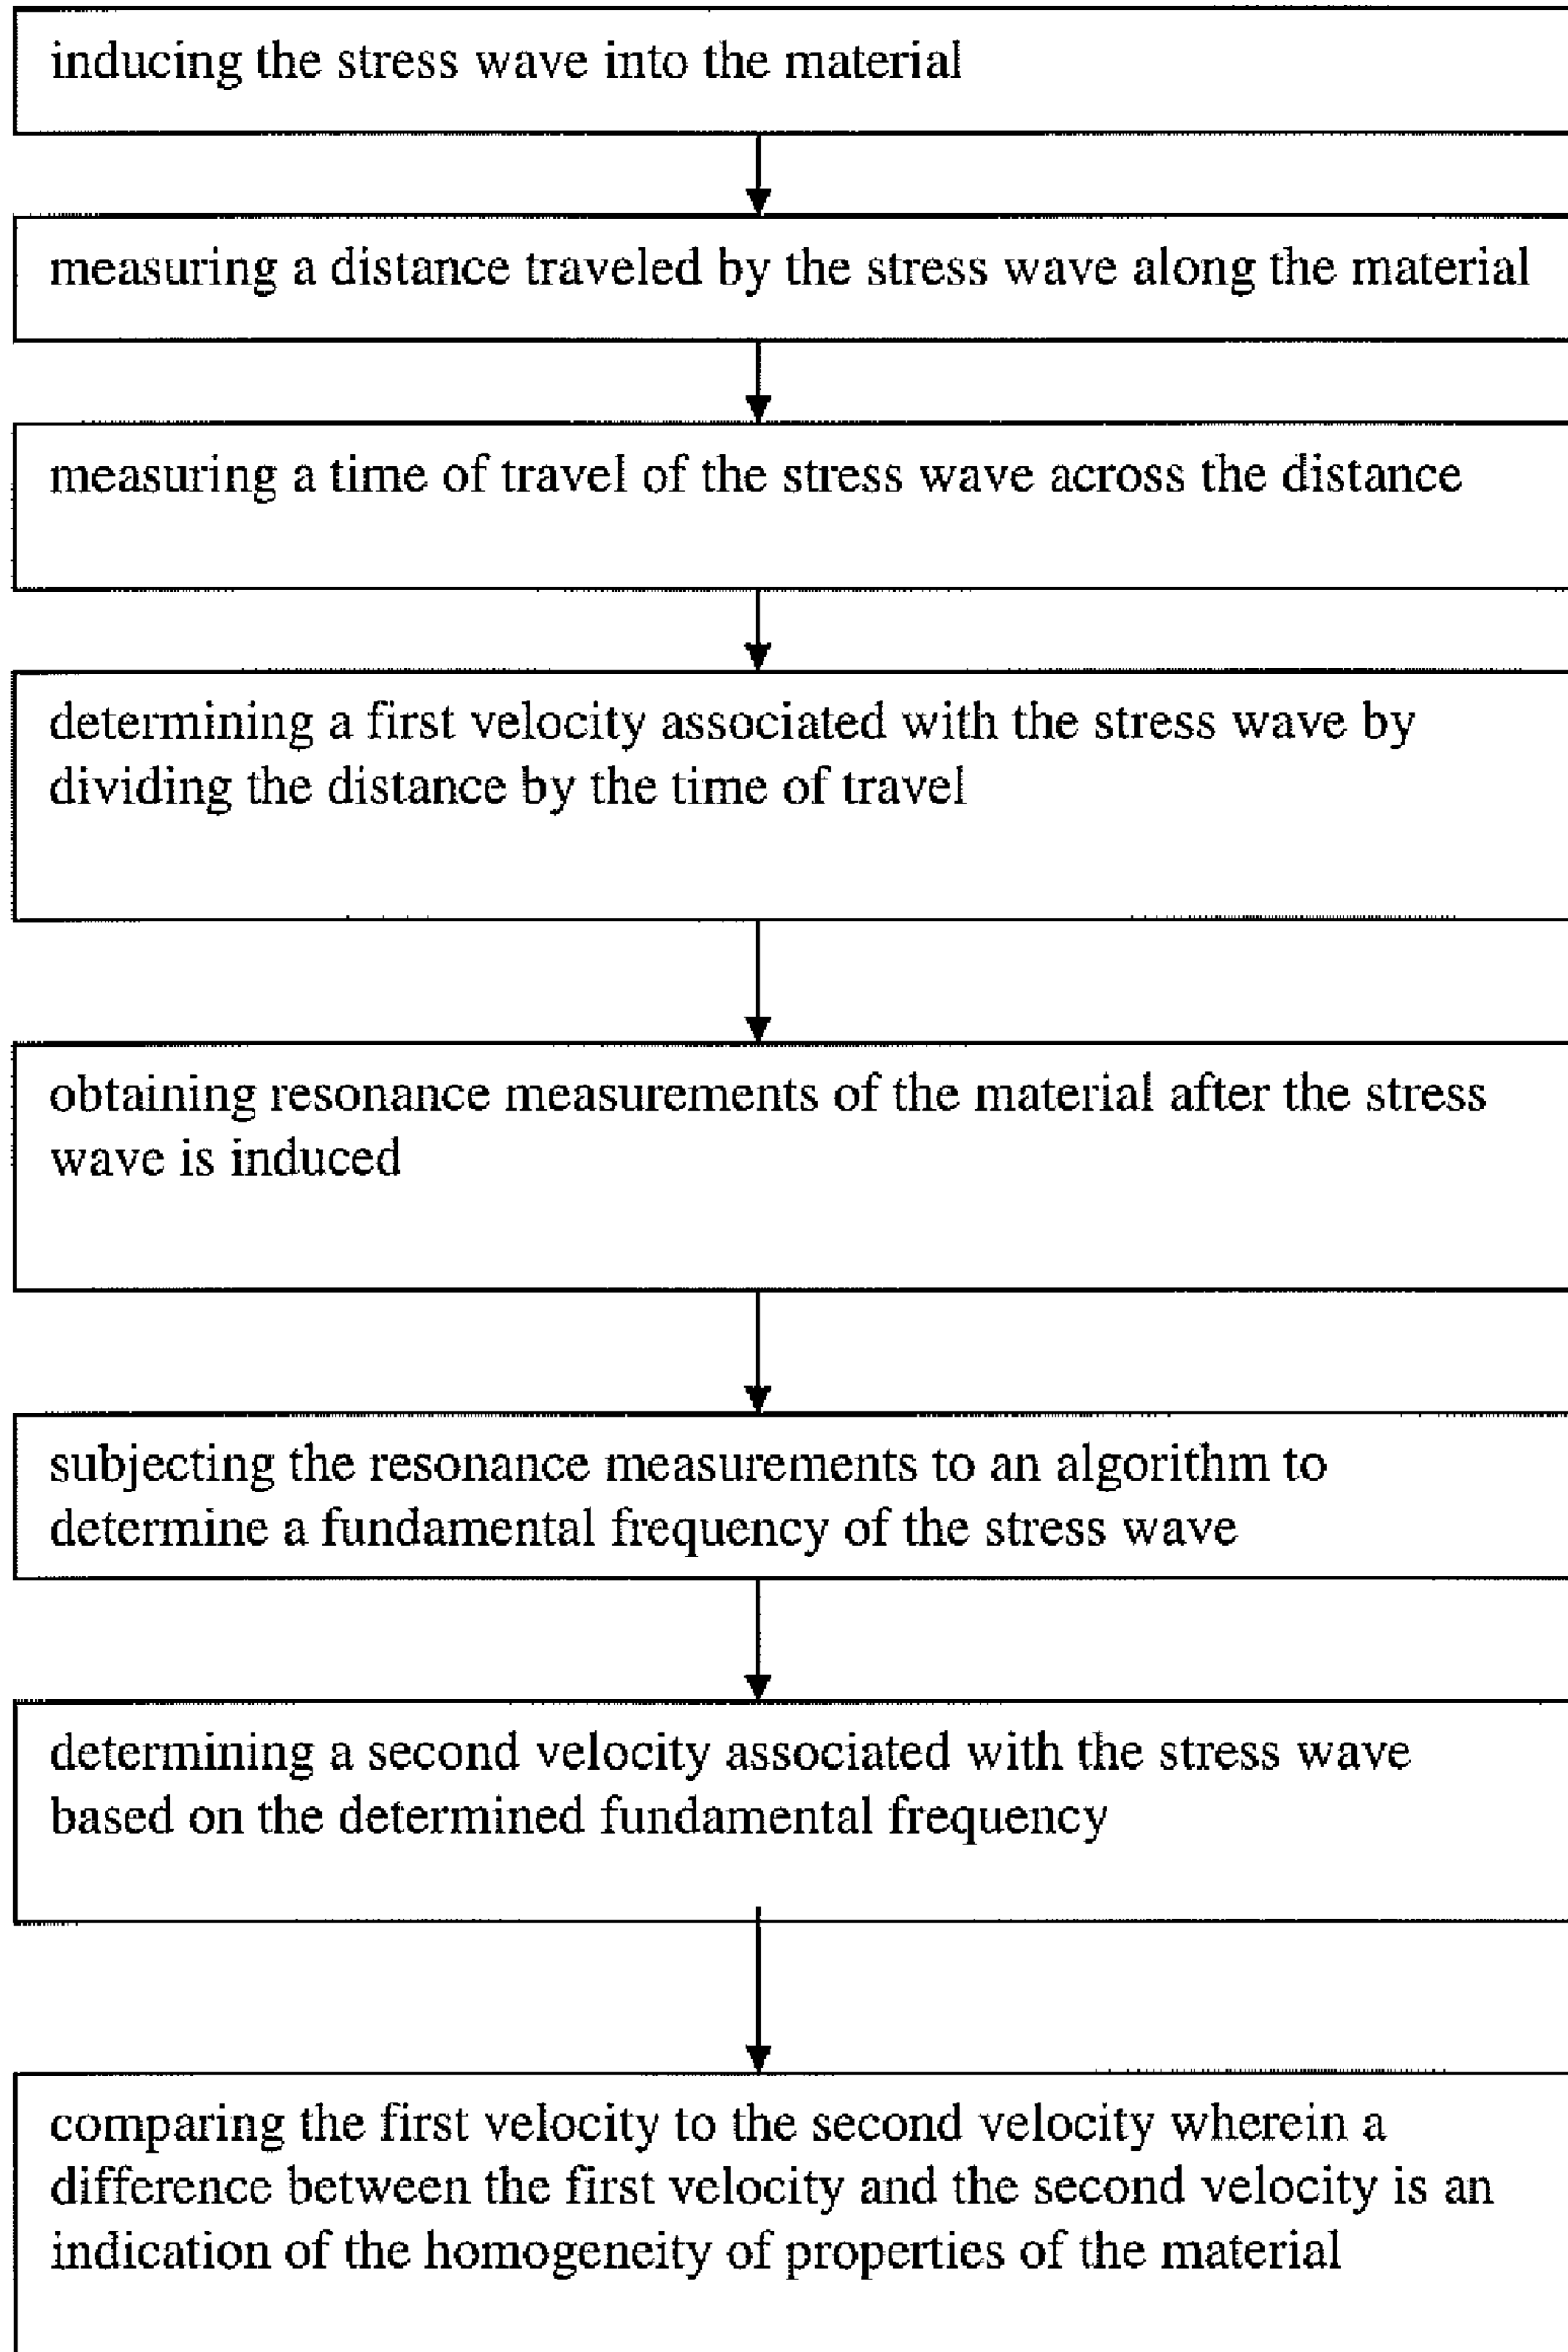 inducing the stress wave into the material
measuring a distance traveled by the stress wave along the material
measuring a time of travel of the stress wave across the distance
determining a first velocity associated with the stress wave by
dividing the distance by the time of travel
obtaining resonance measurements of the material after the stress
wave is induced
subjecting the resonance measurements to an algorithm to
determine a fundamental frequency of the stress wave
determining a second velocity associated with the stress wave
based on the determined fundamental frequency
comparing the first velocity to the second velocity wherein a
difference between the first velocity and the second velocity is an
indication of the homogeneity of properties of the material